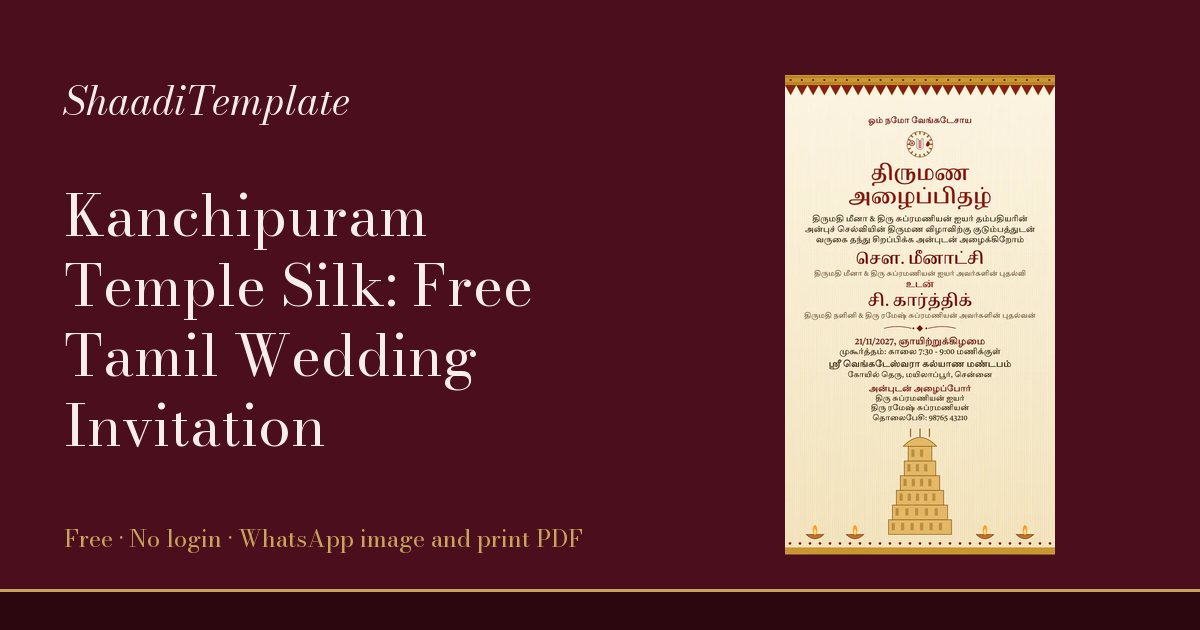 ShaadiTemplate
Kanchipuram
Temple Silk: Free
Tamil Wedding
Invitation
Free · No login · WhatsApp image and print PDF
ஓம் நமோ வேங்கடேசாய
திருமண
அழைப்பிதழ்
திருமதி மீனா & திரு சுப்ரமணியன் ஐயர் தம்பதியரின்
அன்புச் செல்வியின் திருமண விழாவிற்கு குடும்பத்துடன்
வருகை தந்து சிறப்பிக்க அன்புடன் அழைக்கிறோம்
சௌ. மீனாட்சி
திருமதி மீனா & திரு சுப்ரமணியன் ஐயர் அவர்களின் புதல்வி
உடன்
சி. கார்த்திக்
திருமதி நளினி & திரு ரமேஷ் சுப்ரமணியன் அவர்களின் புதல்வன்
21/11/2027, ஞாயிற்றுக்கிழமை
முகூர்த்தம்: காலை 7:30 - 9:00 மணிக்குள்
ஸ்ரீ வெங்கடேஸ்வரா கல்யாண மண்டபம்
கோயில் தெரு, மயிலாப்பூர், சென்னை
அன்புடன் அழைப்போர்
திரு சுப்ரமணியன் ஐயர்
திரு ரமேஷ் சுப்ரமணியன்
தொலைபேசி: 98765 43210